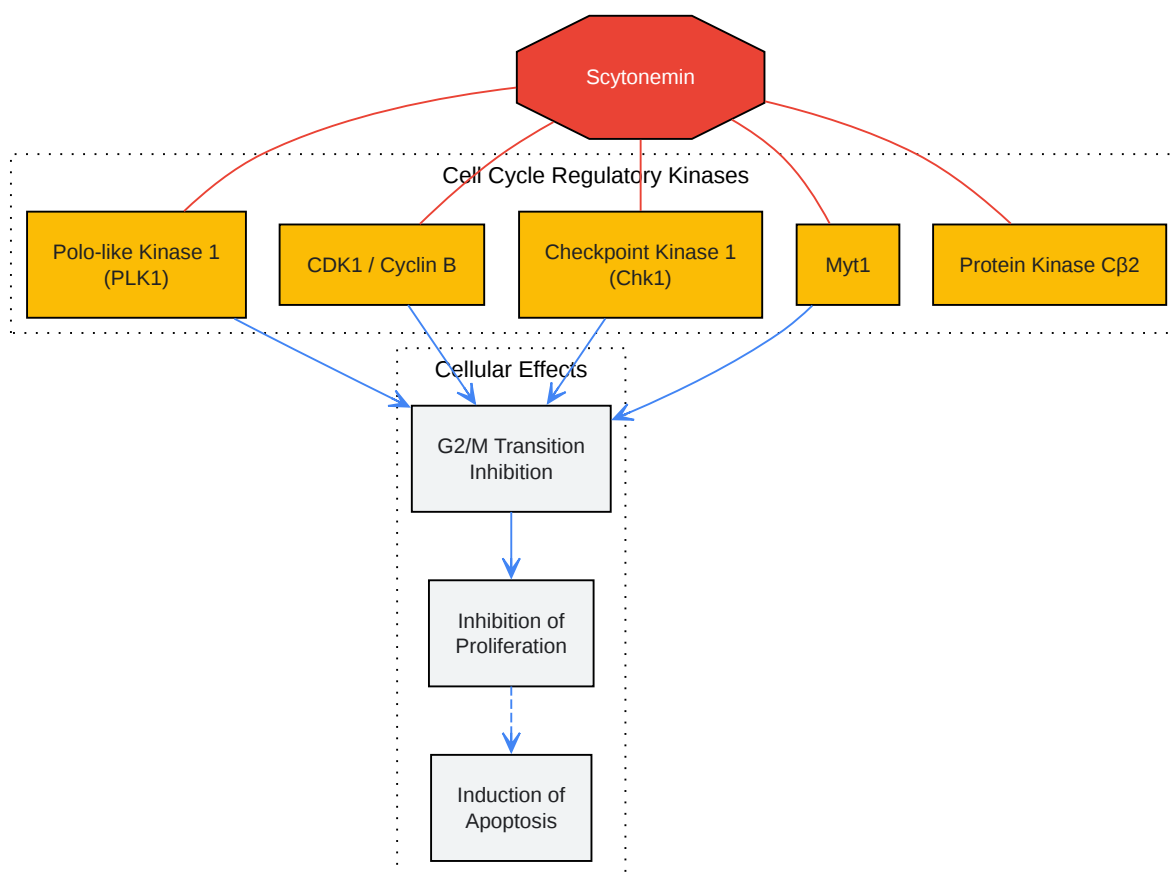 Scytonemin
Cell Cycle Regulatory Kinases
Polo-like Kinase 1
(PLK1)
CDK1 / Cyclin B
Checkpoint Kinase 1
(Chk1)
Myt1
Protein Kinase Cβ2
Cellular Effects
G2/M Transition
Inhibition
Inhibition of
Proliferation
Induction of
Apoptosis